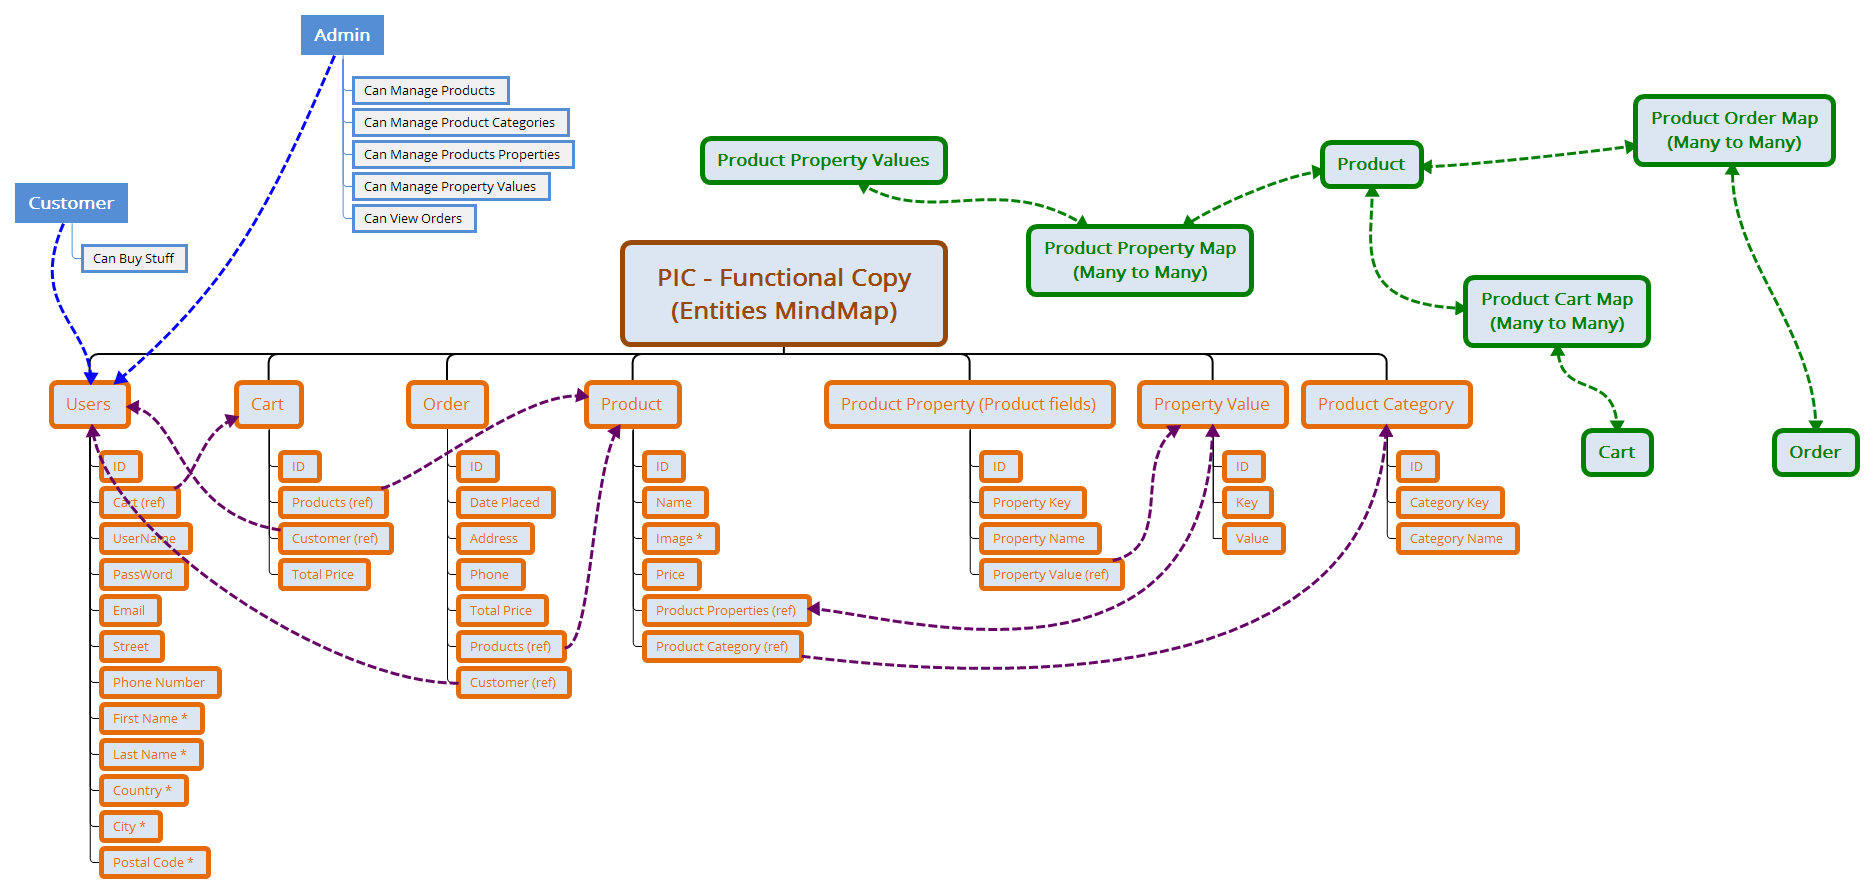 Admin
Can Manage Products
Can Manage Product Categories
Can Manage Products Properties
Can Manage Property Values
Can View Orders
Customer
Can Buy Stuff
PIC - Functional Copy
(Entities MindMap)
Product Property Values
Product Property Map
(Many to Many)
Product
Product Order Map
(Many to Many)
Product Cart Map
(Many to Many)
Cart
Order
Users
ID
Cart (ref)
UserName
PassWord
Email
Street
Phone Number
First Name *
Last Name *
Country *
City *
Postal Code *
Cart
ID
Products (ref)
Customer (ref)
Total Price
Order
ID
Date Placed
Address
Phone
Total Price
Products (ref)
Customer (ref)
Product
ID
Name
Image *
Price
Product Properties (ref)
Product Category (ref)
Product Property (Product fields)
ID
Property Key
Property Name
Property Value (ref)
Property Value
ID
Key
Value
Product Category
ID
Category Key
Category Name